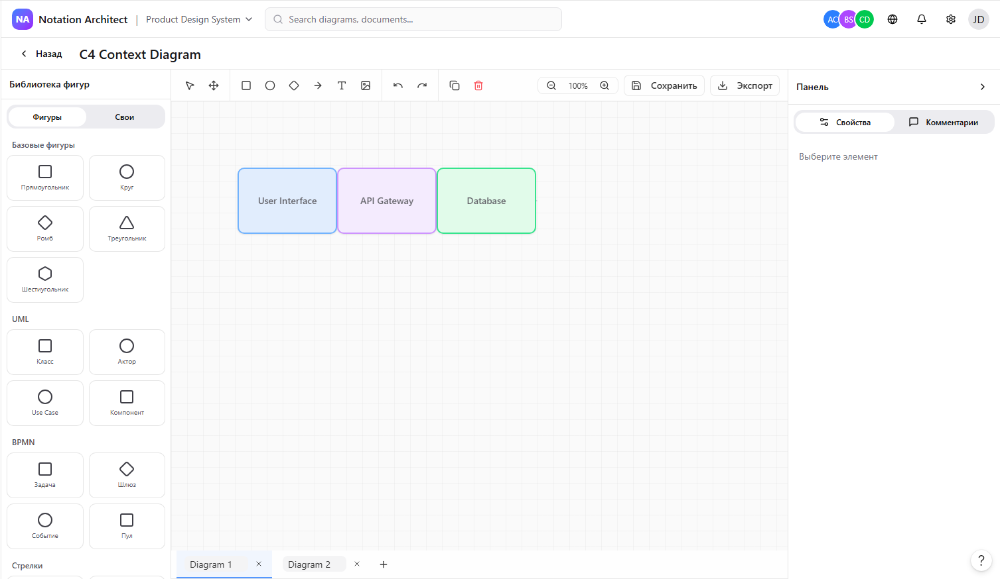 NA Notation Architect | Product Design System
Search diagrams, documents...
AC BS CD
JD
Назад
C4 Context Diagram
Библиотека фигур
100%
Сохранить
Экспорт
Панель
Фигуры
Свои
Свойства
Комментарии
Базовые фигуры
Выберите элемент
Прямоугольник
Круг
Ромб
Треугольник
Шестиугольник
User Interface
API Gateway
Database
UML
Класс
Актор
Use Case
Компонент
BPMN
Задача
Шлюз
Событие
Пул
Стрелки
Diagram 1
Diagram 2
?